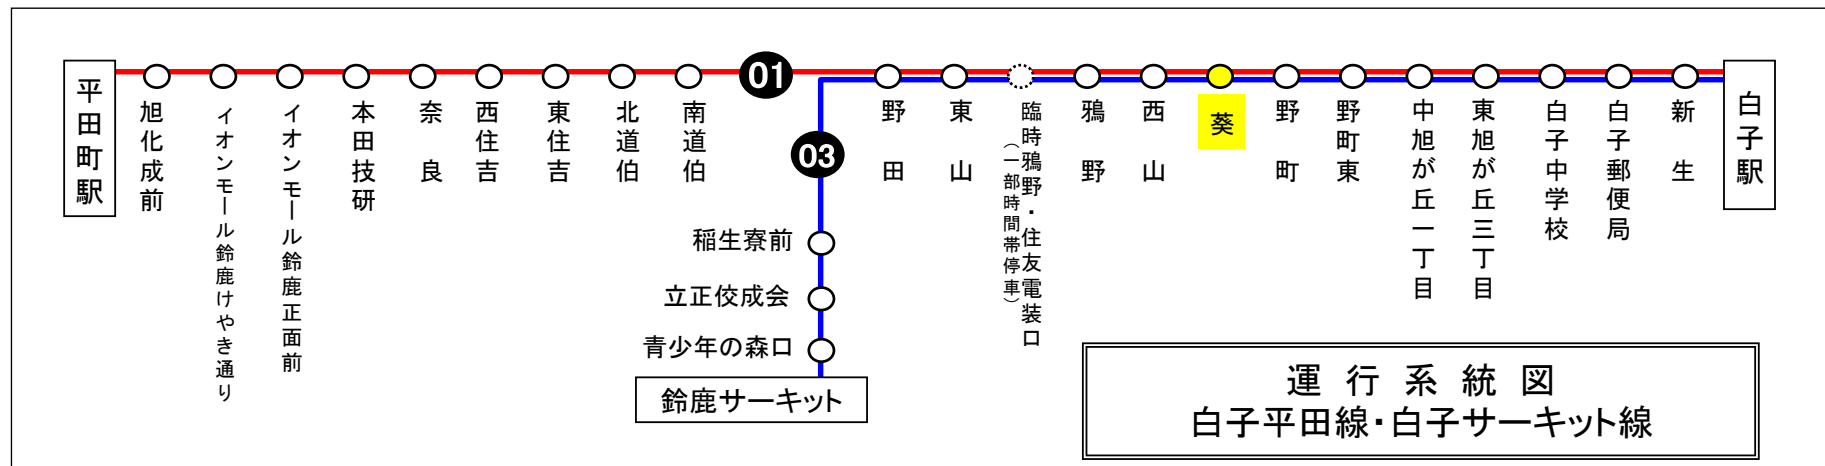 平田町駅
旭化成前
イオンモール鈴鹿けやき通り
イオンモール鈴鹿正面前
本田技研
奈良
西住吉
東住吉
北道伯
南道伯
01
03
野田
東山
臨時鴉野・住友電装口
（一部時間帯停車）
鴉野
西山
葵
野町
野町東
中旭が丘一丁目
東旭が丘三丁目
白子中学校
白子郵便局
新生
白子駅
稲生寮前
立正佼成会
青少年の森口
鈴鹿サーキット
運行系統図
白子平田線・白子サーキット線